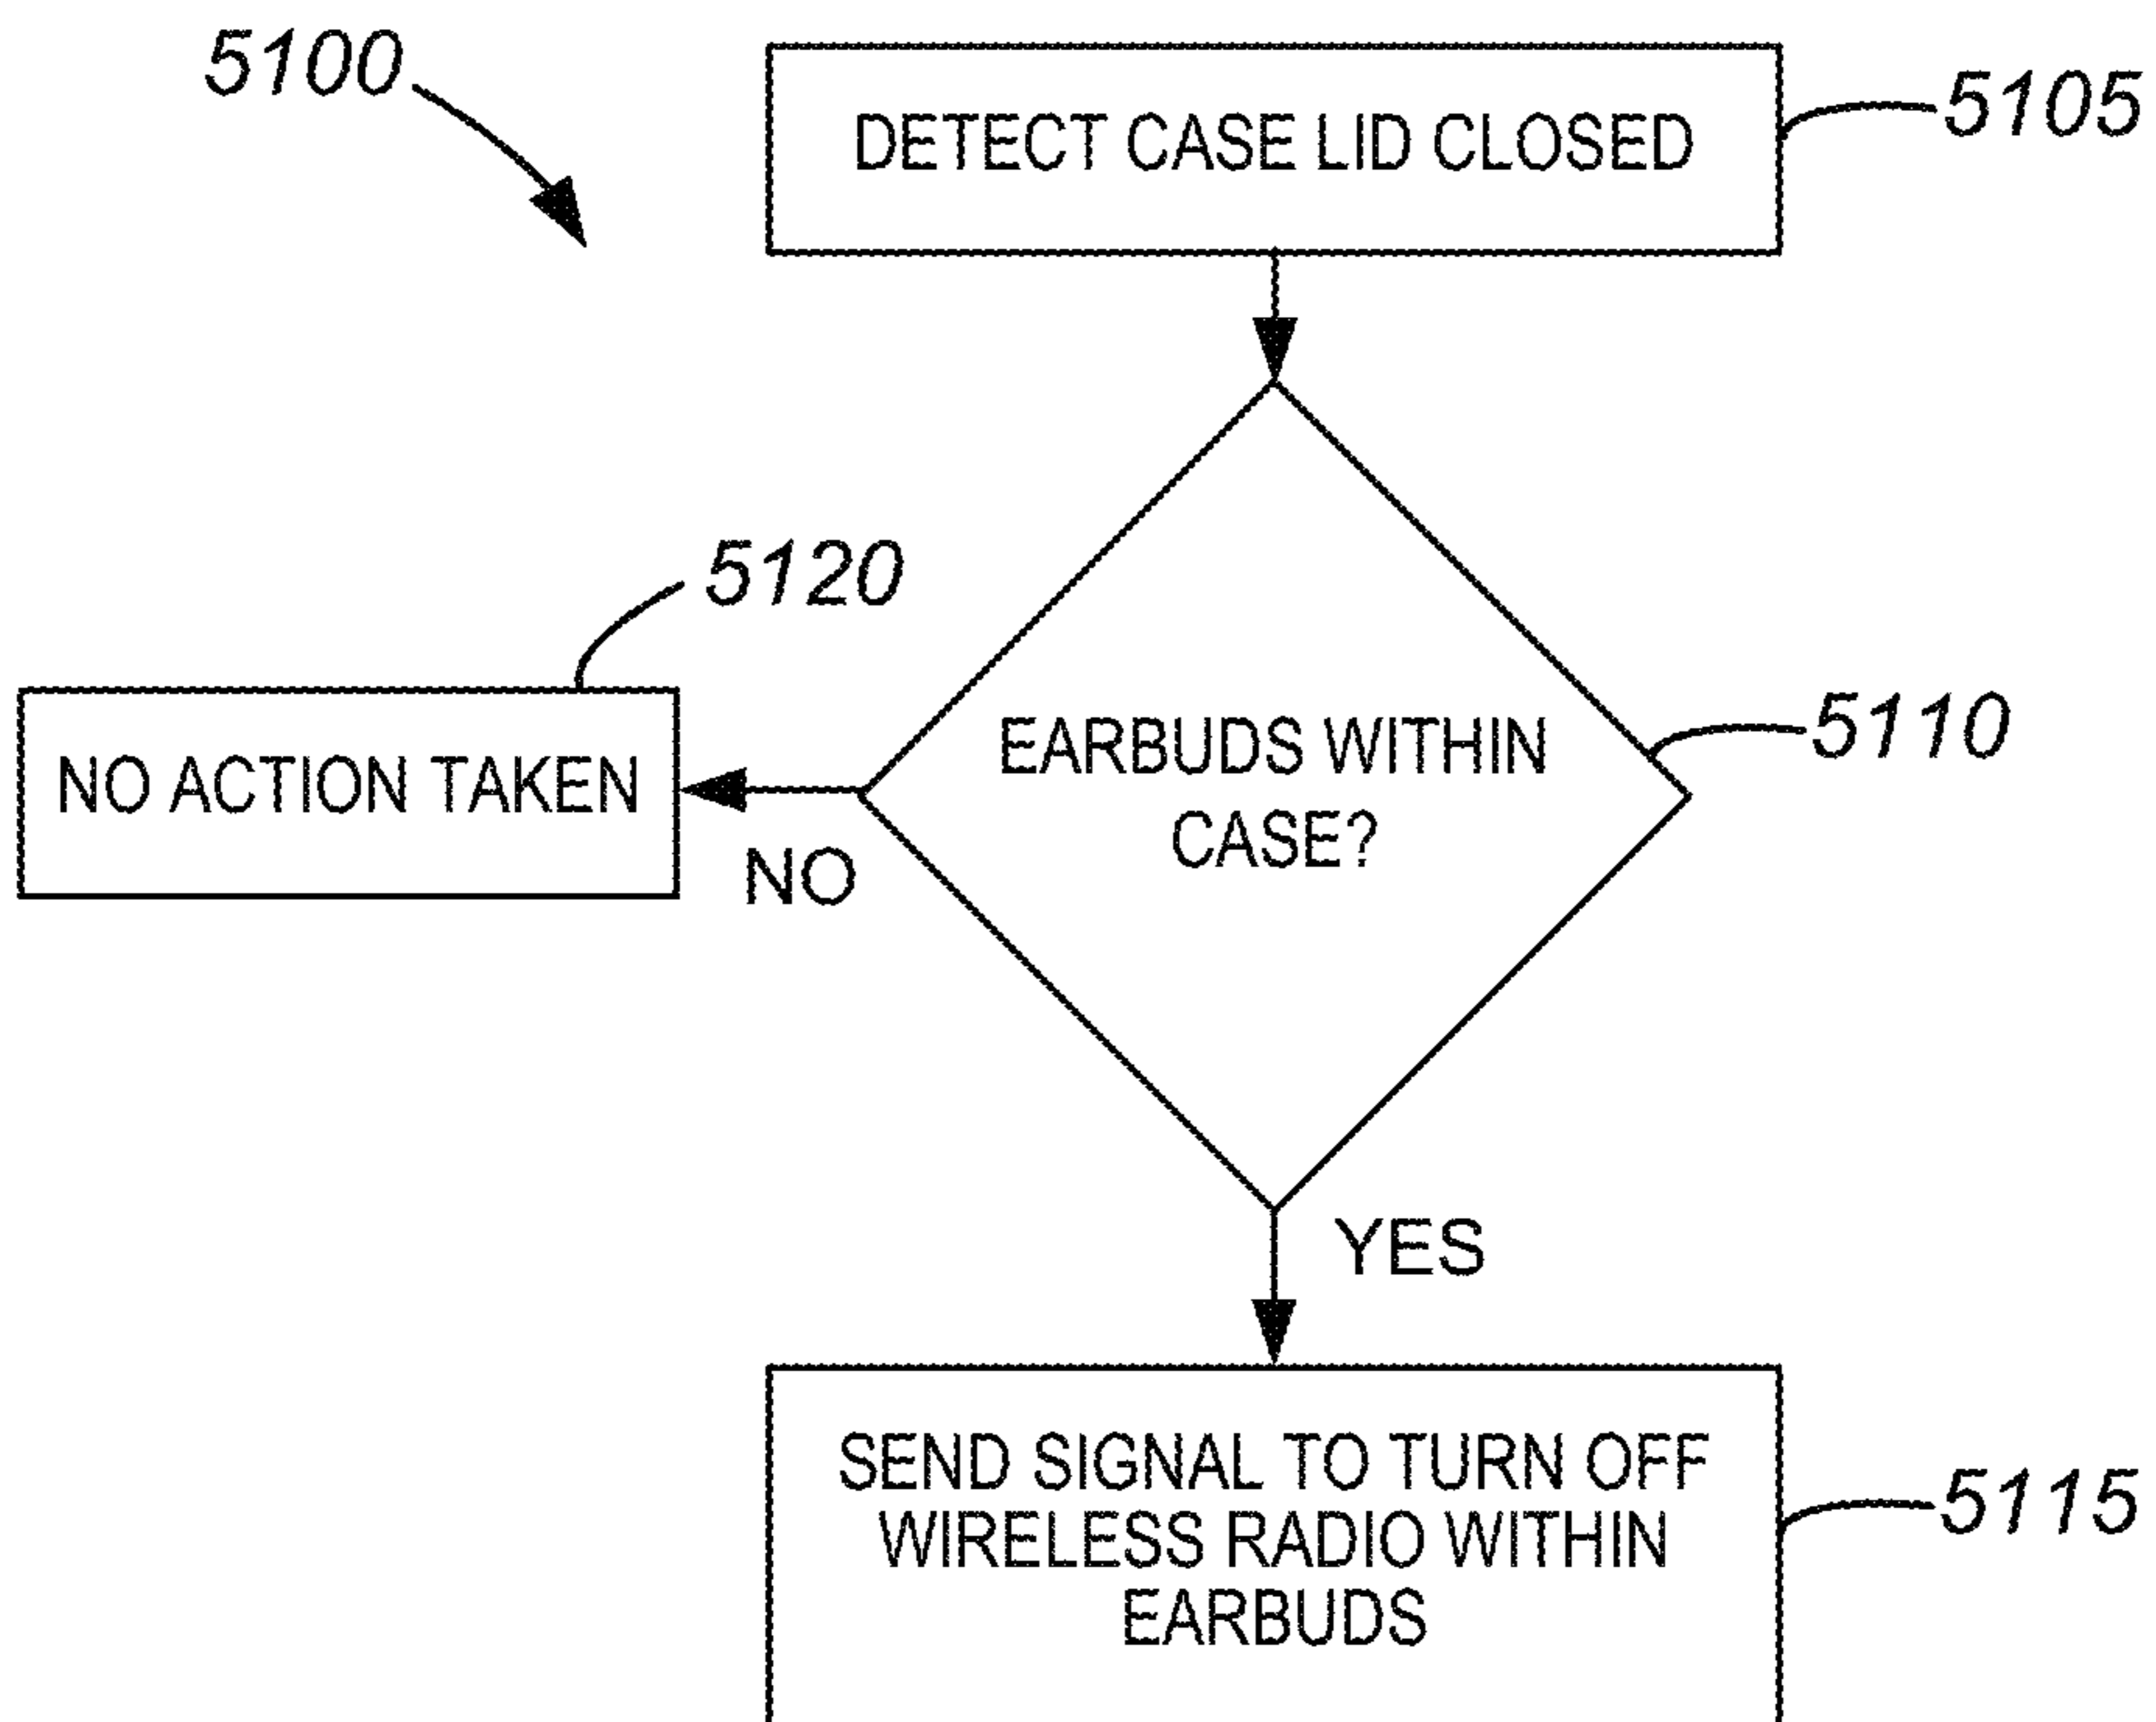 5100
DETECT CASE LID CLOSED
5105
5120
NO ACTION TAKEN
NO
EARBUDS WITHIN
CASE?
5110
YES
SEND SIGNAL TO TURN OFF
WIRELESS RADIO WITHIN
EARBUDS
5115